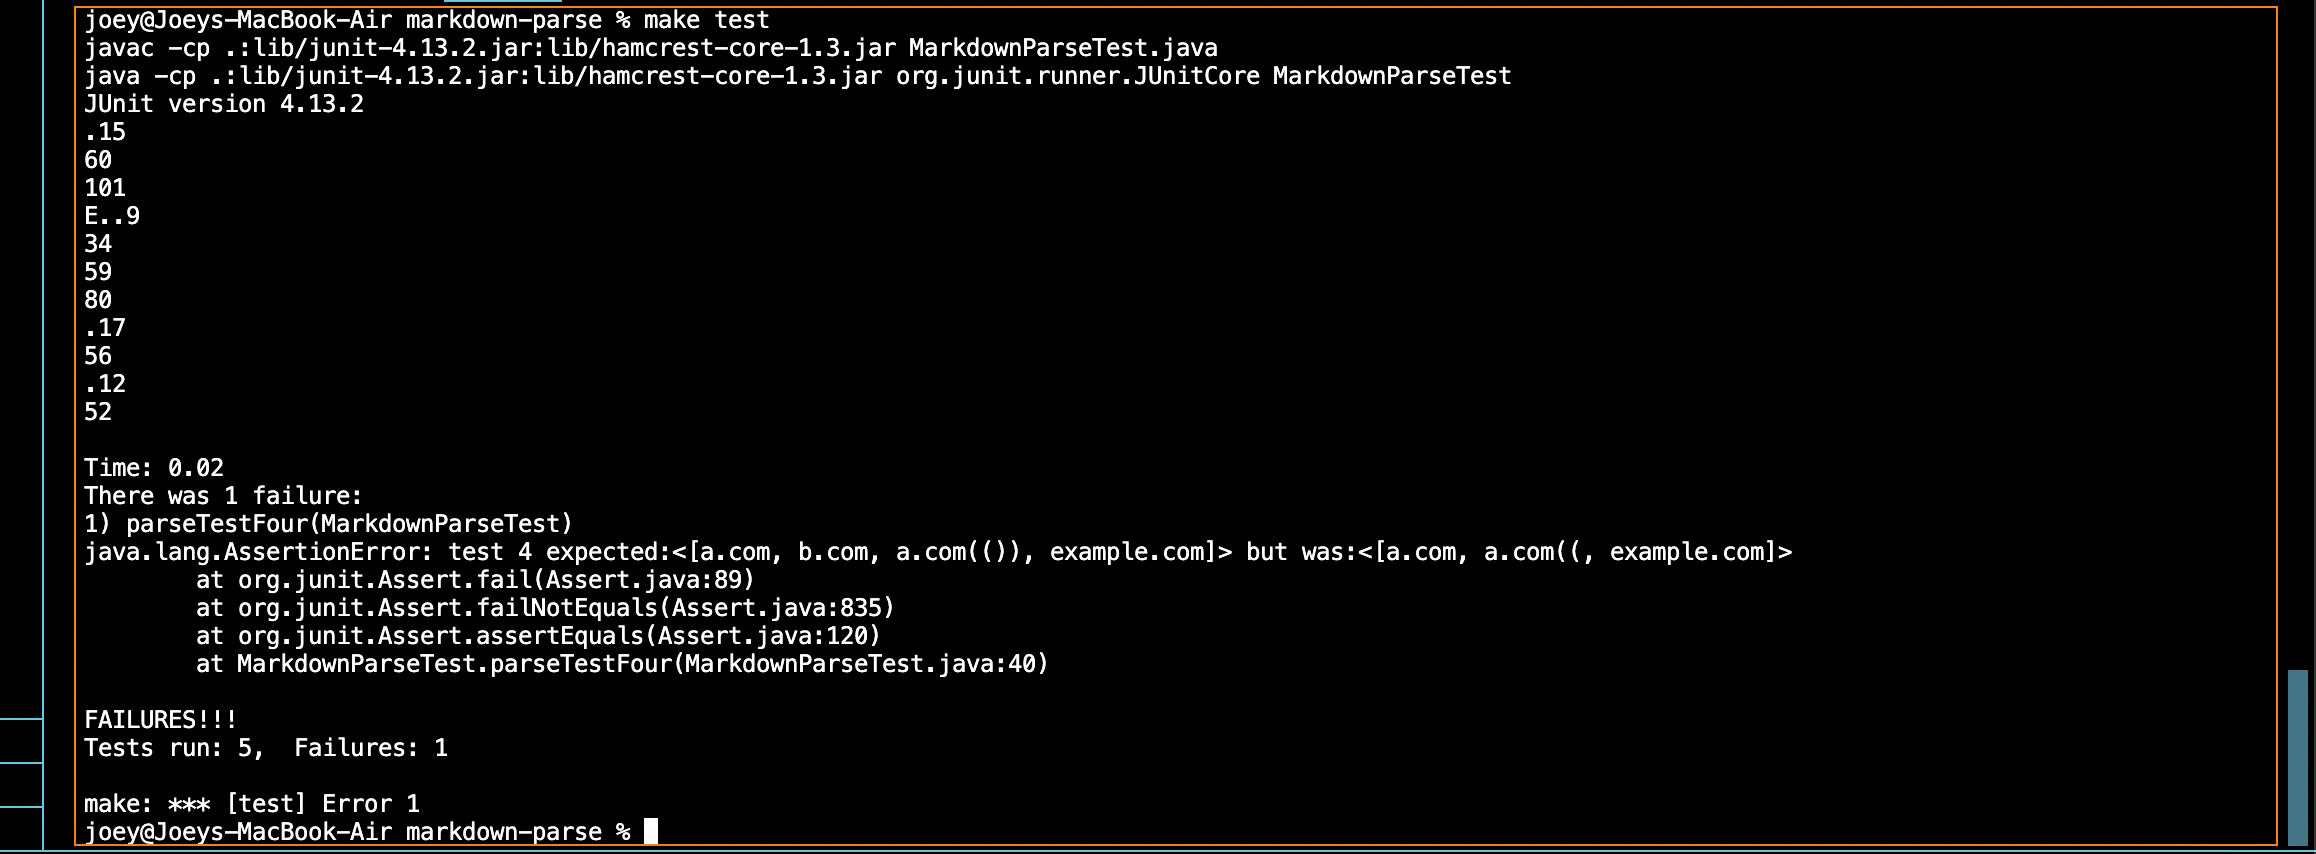 joey@Joeys-MacBook-Air markdown-parse % make test
javac -cp .:lib/junit-4.13.2.jar:lib/hamcrest-core-1.3.jar MarkdownParseTest.java
java -cp .:lib/junit-4.13.2.jar:lib/hamcrest-core-1.3.jar org.junit.runner.JUnitCore MarkdownParseTest
JUnit version 4.13.2
.15
60
101
E..9
34
59
80
.17
56
.12
52
Time: 0.02
There was 1 failure:
1) parseTestFour(MarkdownParseTest)
java.lang.AssertionError: test 4 expected:<[a.com, b.com, a.com(()), example.com]> but was:<[a.com, a.com((, example.com]>
        at org.junit.Assert.fail(Assert.java:89)
        at org.junit.Assert.failNotEquals(Assert.java:835)
        at org.junit.Assert.assertEquals(Assert.java:120)
        at MarkdownParseTest.parseTestFour(MarkdownParseTest.java:40)
FAILURES!!!
Tests run: 5,  Failures: 1
make: *** [test] Error 1
joey@Joeys-MacBook-Air markdown-parse %